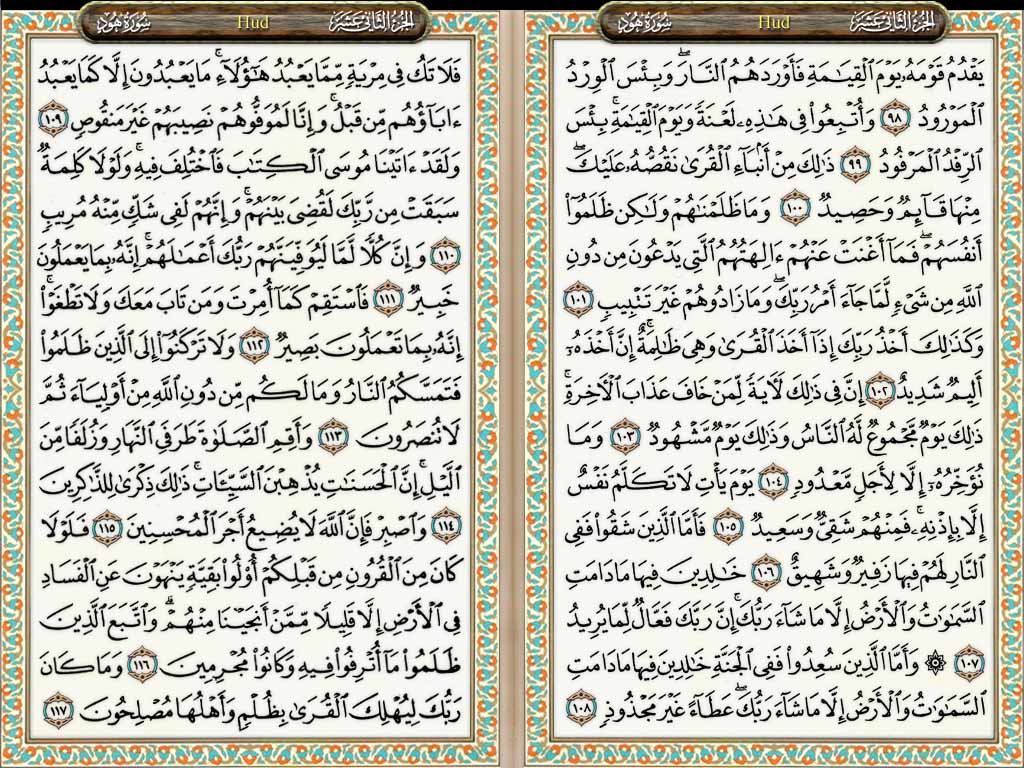 الجزء الثاني عشر
Hud
سورة هود
يَقْدُمُ قَوْمَهُۥ يَوْمَ ٱلْقِيَـٰمَةِ فَأَوْرَدَهُمُ ٱلنَّارَ ۖ وَبِئْسَ ٱلْوِرْدُ
ٱلْمَوْرُودُ ٩٨ وَأُتْبِعُوا۟ فِى هَـٰذِهِۦ لَعْنَةً وَيَوْمَ ٱلْقِيَـٰمَةِ ۚ بِئْسَ
ٱلرِّفْدُ ٱلْمَرْفُودُ ٩٩ ذَٰلِكَ مِنْ أَنۢبَآءِ ٱلْقُرَىٰ نَقُصُّهُۥ عَلَيْكَ ۖ
مِنْهَا قَآئِمٌ وَحَصِيدٌ ١٠٠ وَمَا ظَلَمْنَـٰهُمْ وَلَـٰكِن ظَلَمُوٓا۟
أَنفُسَهُمْ ۖ فَمَآ أَغْنَتْ عَنْهُمْ ءَالِهَتُهُمُ ٱلَّتِى يَدْعُونَ مِن دُونِ
ٱللَّهِ مِن شَىْءٍ لَّمَّا جَآءَ أَمْرُ رَبِّكَ ۖ وَمَا زَادُوهُمْ غَيْرَ تَتْبِيبٍ ١٠١
وَكَذَٰلِكَ أَخْذُ رَبِّكَ إِذَآ أَخَذَ ٱلْقُرَىٰ وَهِىَ ظَـٰلِمَةٌ ۚ إِنَّ أَخْذَهُۥٓ
أَلِيمٌ شَدِيدٌ ١٠٢ إِنَّ فِى ذَٰلِكَ لَـَٔايَةً لِّمَنْ خَافَ عَذَابَ ٱلْـَٔاخِرَةِ ۚ
ذَٰلِكَ يَوْمٌ مَّجْمُوعٌ لَّهُ ٱلنَّاسُ وَذَٰلِكَ يَوْمٌ مَّشْهُودٌ ١٠٣ وَمَا
نُؤَخِّرُهُۥٓ إِلَّا لِأَجَلٍ مَّعْدُودٍ ١٠٤ يَوْمَ يَأْتِ لَا تَكَلَّمُ نَفْسٌ
إِلَّا بِإِذْنِهِۦ ۚ فَمِنْهُمْ شَقِىٌّ وَسَعِيدٌ ١٠٥ فَأَمَّا ٱلَّذِينَ شَقُوا۟ فَفِى
ٱلنَّارِ لَهُمْ فِيهَا زَفِيرٌ وَشَهِيقٌ ١٠٦ خَـٰلِدِينَ فِيهَا مَا دَامَتِ
ٱلسَّمَـٰوَٰتُ وَٱلْأَرْضُ إِلَّا مَا شَآءَ رَبُّكَ ۚ إِنَّ رَبَّكَ فَعَّالٌ لِّمَا يُرِيدُ
١٠٧ ۞ وَأَمَّا ٱلَّذِينَ سُعِدُوا۟ فَفِى ٱلْجَنَّةِ خَـٰلِدِينَ فِيهَا مَا دَامَتِ
ٱلسَّمَـٰوَٰتُ وَٱلْأَرْضُ إِلَّا مَا شَآءَ رَبُّكَ ۖ عَطَآءً غَيْرَ مَجْذُوذٍ ١٠٨
الجزء الثاني عشر
Hud
سورة هود
فَلَا تَكُ فِى مِرْيَةٍ مِّمَّا يَعْبُدُ هَـٰٓؤُلَآءِ ۚ مَا يَعْبُدُونَ إِلَّا كَمَا يَعْبُدُ
ءَابَآؤُهُم مِّن قَبْلُ ۚ وَإِنَّا لَمُوَفُّوهُمْ نَصِيبَهُمْ غَيْرَ مَنقُوصٍ ١٠٩
وَلَقَدْ ءَاتَيْنَا مُوسَى ٱلْكِتَـٰبَ فَٱخْتُلِفَ فِيهِ ۚ وَلَوْلَا كَلِمَةٌ
سَبَقَتْ مِن رَّبِّكَ لَقُضِىَ بَيْنَهُمْ ۚ وَإِنَّهُمْ لَفِى شَكٍّ مِّنْهُ مُرِيبٍ
١١٠ وَإِنَّ كُلًّا لَّمَّا لَيُوَفِّيَنَّهُمْ رَبُّكَ أَعْمَـٰلَهُمْ ۚ إِنَّهُۥ بِمَا يَعْمَلُونَ
خَبِيرٌ ١١١ فَٱسْتَقِمْ كَمَآ أُمِرْتَ وَمَن تَابَ مَعَكَ وَلَا تَطْغَوْا۟ ۚ
إِنَّهُۥ بِمَا تَعْمَلُونَ بَصِيرٌ ١١٢ وَلَا تَرْكَنُوٓا۟ إِلَى ٱلَّذِينَ ظَلَمُوا۟
فَتَمَسَّكُمُ ٱلنَّارُ وَمَا لَكُم مِّن دُونِ ٱللَّهِ مِنْ أَوْلِيَآءَ ثُمَّ
لَا تُنصَرُونَ ١١٣ وَأَقِمِ ٱلصَّلَوٰةَ طَرَفَىِ ٱلنَّهَارِ وَزُلَفًا مِّنَ
ٱلَّيْلِ ۚ إِنَّ ٱلْحَسَنَـٰتِ يُذْهِبْنَ ٱلسَّيِّـَٔاتِ ۚ ذَٰلِكَ ذِكْرَىٰ لِلذَّٰكِرِينَ
١١٤ وَٱصْبِرْ فَإِنَّ ٱللَّهَ لَا يُضِيعُ أَجْرَ ٱلْمُحْسِنِينَ ١١٥ فَلَوْلَا
كَانَ مِنَ ٱلْقُرُونِ مِن قَبْلِكُمْ أُو۟لُوا۟ بَقِيَّةٍ يَنْهَوْنَ عَنِ ٱلْفَسَادِ
فِى ٱلْأَرْضِ إِلَّا قَلِيلًا مِّمَّنْ أَنجَيْنَا مِنْهُمْ ۗ وَٱتَّبَعَ ٱلَّذِينَ
ظَلَمُوا۟ مَآ أُتْرِفُوا۟ فِيهِ وَكَانُوا۟ مُجْرِمِينَ ١١٦ وَمَا كَانَ
رَبُّكَ لِيُهْلِكَ ٱلْقُرَىٰ بِظُلْمٍ وَأَهْلُهَا مُصْلِحُونَ ١١٧